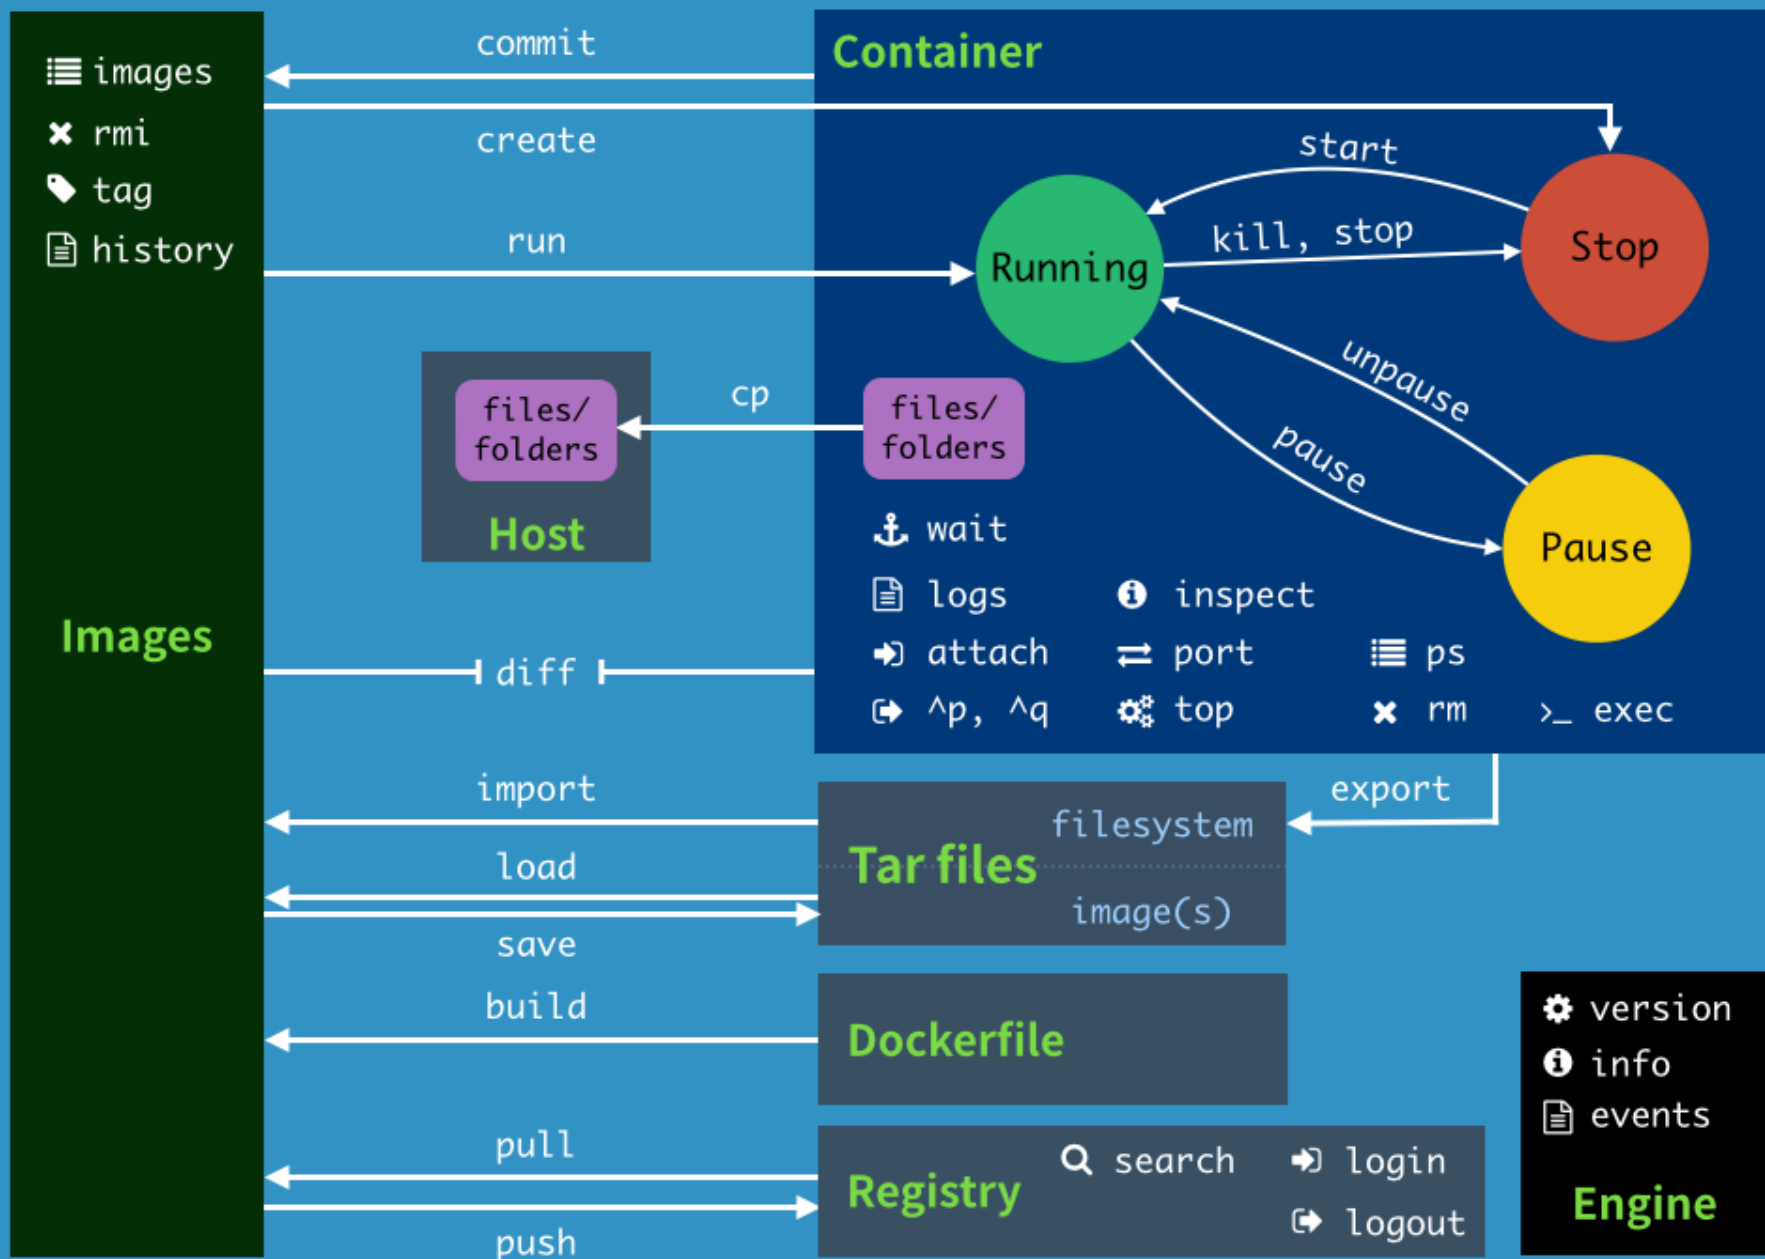 images
rmi
tag
history
Images
commit
create
run
Container
start
kill, stop
Running
Stop
unpause
pause
Pause
files/
folders
Host
cp
files/
folders
wait
logs
inspect
attach
port
ps
^p, ^q
top
rm
>_ exec
diff
import
load
save
export
filesystem
Tar files
image(s)
build
Dockerfile
pull
push
Registry
search
login
logout
version
info
events
Engine